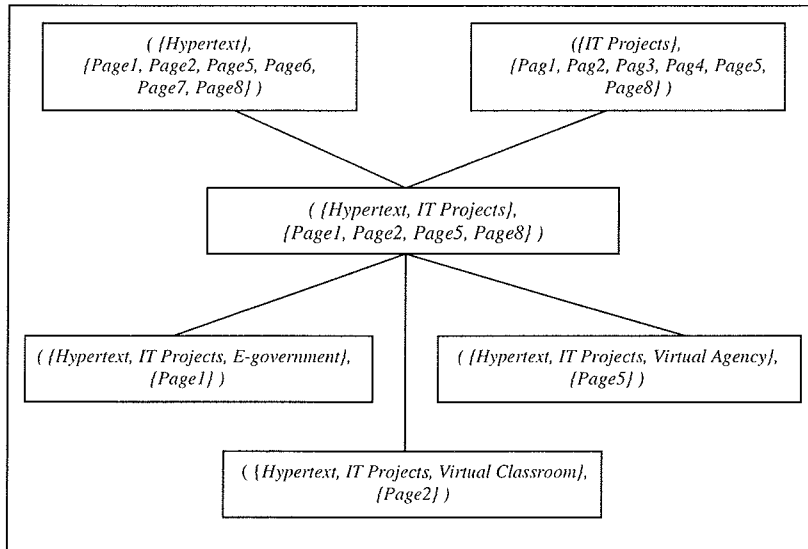 ( {Hypertext},
{Page1, Page2, Page5, Page6,
Page7, Page8} )
({IT Projects},
{Pag1, Pag2, Pag3, Pag4, Page5,
Page8} )
( {Hypertext, IT Projects},
{Page1, Page2, Page5, Page8} )
( {Hypertext, IT Projects, E-government},
{Page1} )
( {Hypertext, IT Projects, Virtual Agency},
{Page5} )
( {Hypertext, IT Projects, Virtual Classroom},
{Page2} )